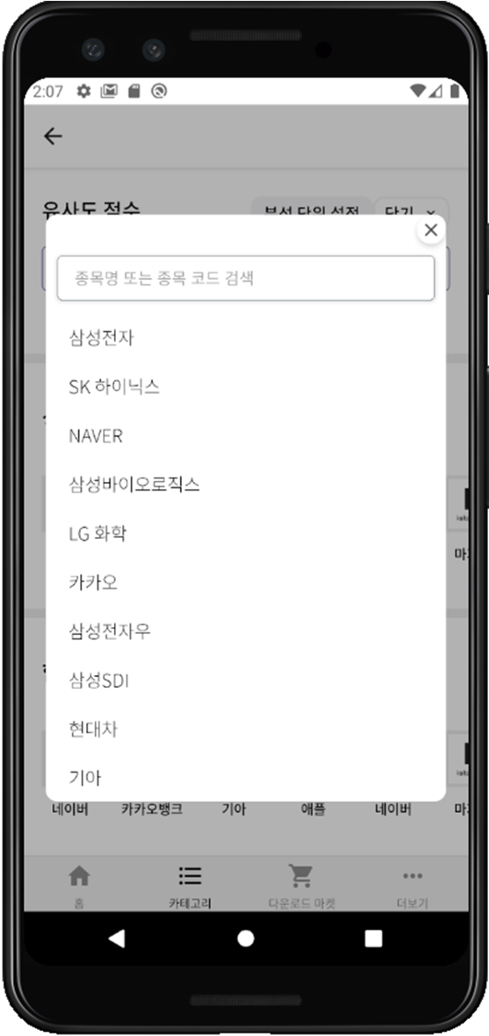 2:07
유사도 점수
분석 단위 설정
닫기
종목명 또는 종목 코드 검색
삼성전자
SK 하이닉스
NAVER
삼성바이오로직스
LG 화학
카카오
삼성전자우
삼성SDI
현대차
기아
네이버 카카오뱅크 기아 애플 네이버
홈 카테고리 다운로드 마켓 더보기